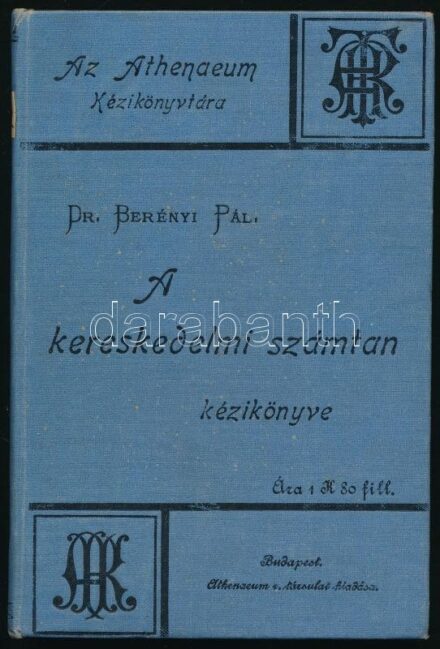 Az Athenaeum
Kézikönyvtára
DR. BERÉNYI PÁL.
A
kereskedelmi számtan
darabanth
kézikönyve
Ára 1 K 80 fill.
Budapest.
Athenaeum r. társulat kiadása.